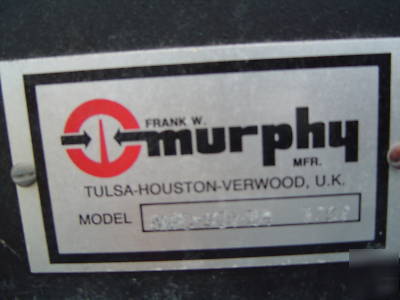 FRANK W.
murphy
MFR.
TULSA-HOUSTON-VERWOOD, U.K.
MODEL